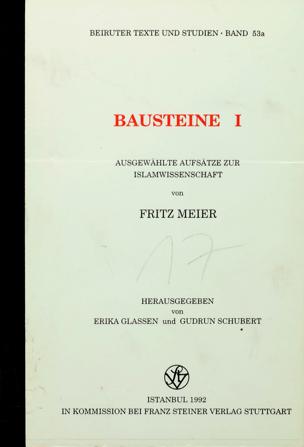 BEIRUTER TEXTE UND STUDIEN · BAND 53a
BAUSTEINE I
AUSGEWÄHLTE AUFSÄTZE ZUR
ISLAMWISSENSCHAFT
von
FRITZ MEIER
17
HERAUSGEGEBEN
von
ERIKA GLASSEN und GUDRUN SCHUBERT
ISTANBUL 1992
IN KOMMISSION BEI FRANZ STEINER VERLAG STUTTGART